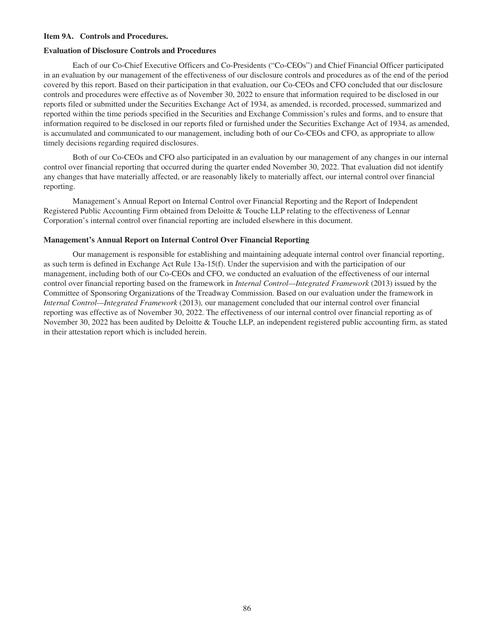 Item 9A. Controls and Procedures.
Evaluation of Disclosure Controls and Procedures
Each of our Co-Chief Executive Officers and Co-Presidents (“Co-CEOs”) and Chief Financial Officer participated
in an evaluation by our management of the effectiveness of our disclosure controls and procedures as of the end of the period
covered by this report. Based on their participation in that evaluation, our Co-CEOs and CFO concluded that our disclosure
controls and procedures were effective as of November 30, 2022 to ensure that information required to be disclosed in our
reports filed or submitted under the Securities Exchange Act of 1934, as amended, is recorded, processed, summarized and
reported within the time periods specified in the Securities and Exchange Commission’s rules and forms, and to ensure that
information required to be disclosed in our reports filed or furnished under the Securities Exchange Act of 1934, as amended,
is accumulated and communicated to our management, including both of our Co-CEOs and CFO, as appropriate to allow
timely decisions regarding required disclosures.
Both of our Co-CEOs and CFO also participated in an evaluation by our management of any changes in our internal
control over financial reporting that occurred during the quarter ended November 30, 2022. That evaluation did not identify
any changes that have materially affected, or are reasonably likely to materially affect, our internal control over financial
reporting.
Management’s Annual Report on Internal Control over Financial Reporting and the Report of Independent
Registered Public Accounting Firm obtained from Deloitte & Touche LLP relating to the effectiveness of Lennar
Corporation’s internal control over financial reporting are included elsewhere in this document.
Management’s Annual Report on Internal Control Over Financial Reporting
Our management is responsible for establishing and maintaining adequate internal control over financial reporting,
as such term is defined in Exchange Act Rule 13a-15(f). Under the supervision and with the participation of our
management, including both of our Co-CEOs and CFO, we conducted an evaluation of the effectiveness of our internal
control over financial reporting based on the framework in Internal Control—Integrated Framework (2013) issued by the
Committee of Sponsoring Organizations of the Treadway Commission. Based on our evaluation under the framework in
Internal Control—Integrated Framework (2013), our management concluded that our internal control over financial
reporting was effective as of November 30, 2022. The effectiveness of our internal control over financial reporting as of
November 30, 2022 has been audited by Deloitte & Touche LLP, an independent registered public accounting firm, as stated
in their attestation report which is included herein.
86